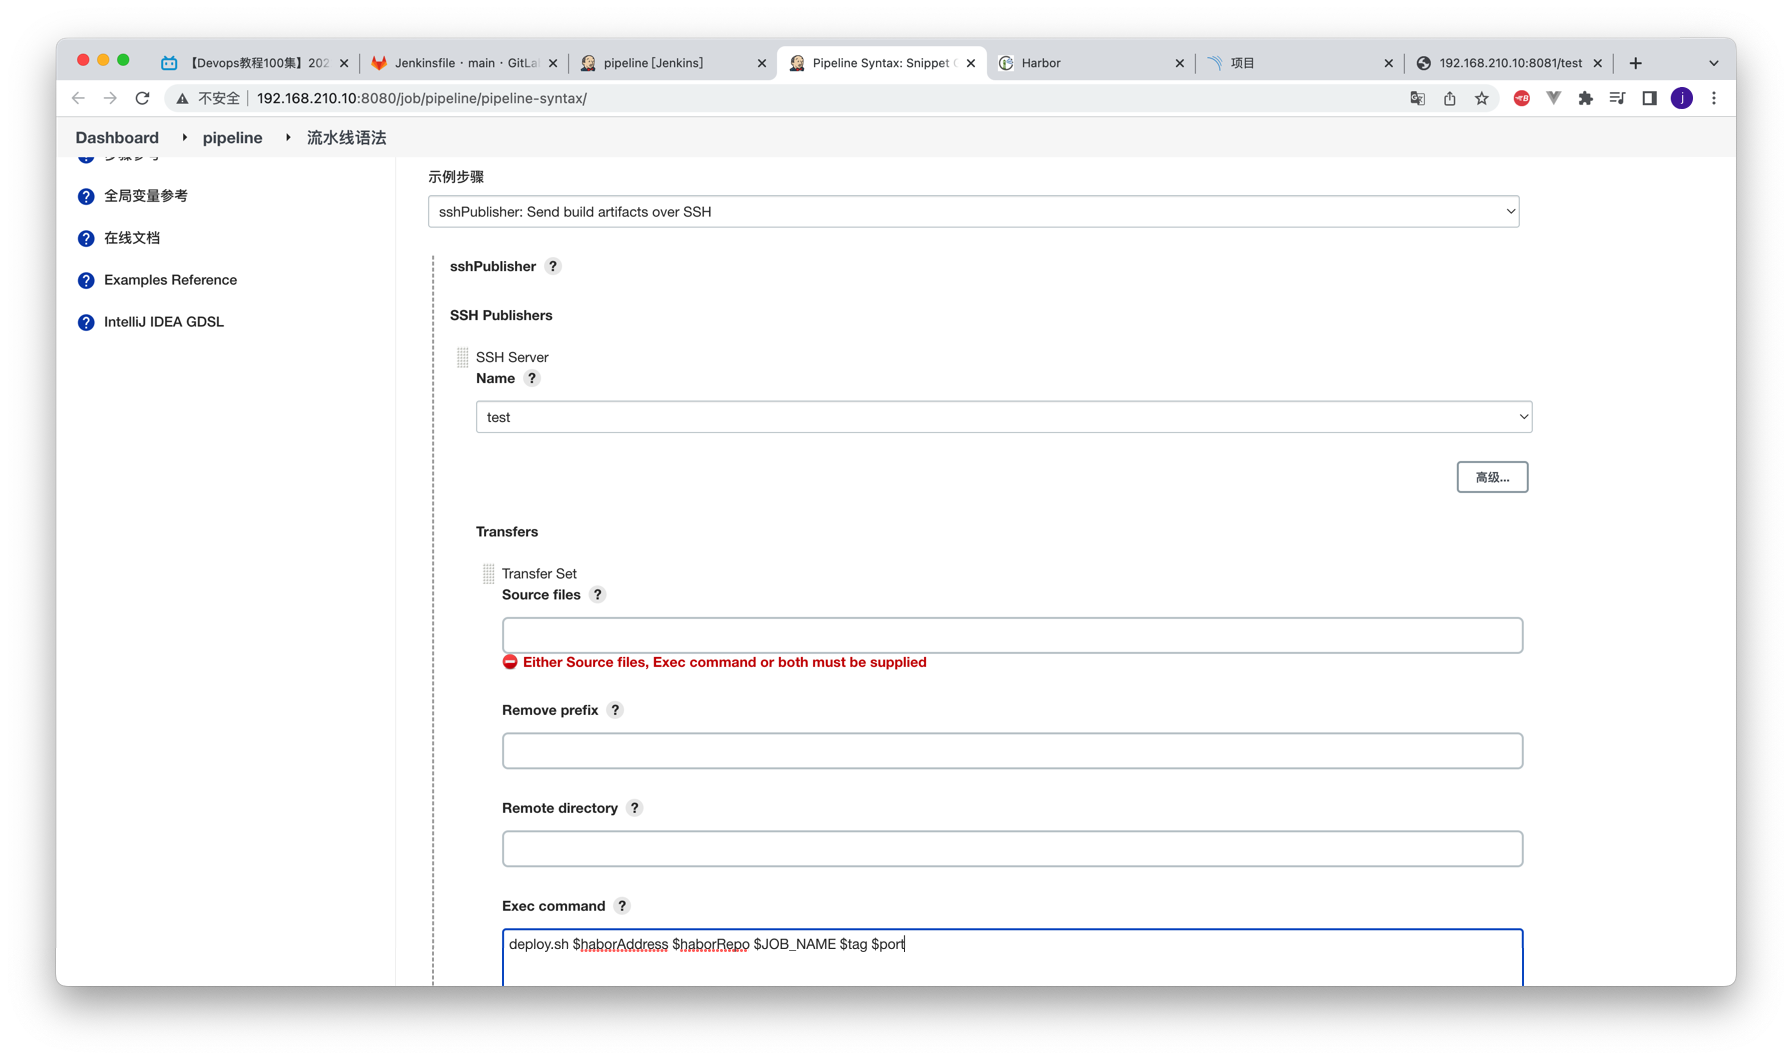 【Devops教程100集】202
Jenkinsfile · main · GitLa
pipeline [Jenkins]
Pipeline Syntax: Snippet
Harbor
项目
192.168.210.10:8081/test
不安全
192.168.210.10:8080/job/pipeline/pipeline-syntax/
j
Dashboard
pipeline
流水线语法
步骤参考
全局变量参考
在线文档
Examples Reference
IntelliJ IDEA GDSL
示例步骤
sshPublisher: Send build artifacts over SSH
sshPublisher ?
SSH Publishers
SSH Server
Name ?
test
高级...
Transfers
Transfer Set
Source files ?
Either Source files, Exec command or both must be supplied
Remove prefix ?
Remote directory ?
Exec command ?
deploy.sh $haborAddress $haborRepo $JOB_NAME $tag $port